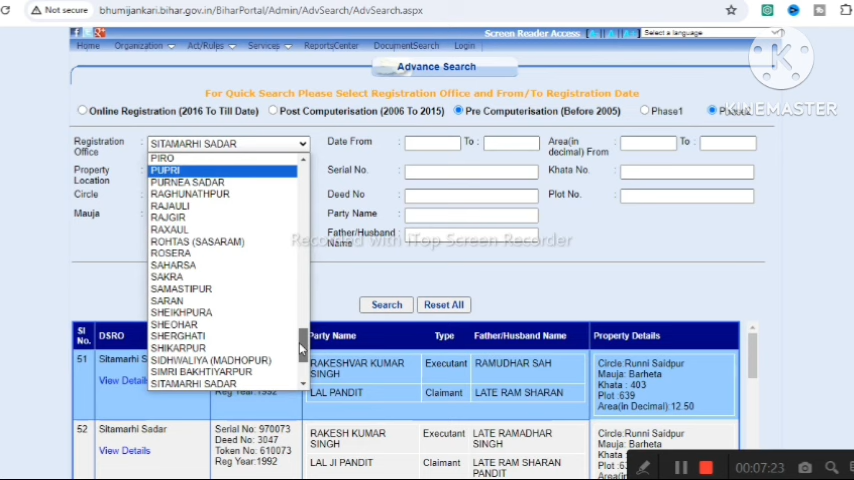 Not secure bhumijankari.bihar.gov.in/BiharPortal/Admin/AdvSearch/AdvSearch.aspx
Screen Reader Access Select a language
Home Organization Act/Rules Services ReportsCenter DocumentSearch Login
Advance Search
For Quick Search Please Select Registration Office and From/To Registration Date
Online Registration (2016 To Till Date) Post Computerisation (2006 To 2015) Pre Computerisation (Before 2005) Phase1
KINEMASTER
Registration Office : SITAMARHI SADAR Date From : To : Area(in decimal) From : To :
Property Location : Serial No. : Khata No. :
Circle : Deed No : Plot No. :
Mauja : Party Name :
Father/Husband Name :
PIRO
PUPRI
PURNEA SADAR
RAGHUNATHPUR
RAJAULI
RAJGIR
RAXAUL
ROHTAS (SASARAM)
ROSERA
SAHARSA
SAKRA
SAMASTIPUR
SARAN
SHEIKHPURA
SHEOHAR
SHERGHATI
SHIKARPUR
SIDHWALIYA (MADHOPUR)
SIMRI BAKHTIYARPUR
SITAMARHI SADAR
Recorded with iTop Screen Recorder
Search Reset All
Sl No. DSRO Party Name Type Father/Husband Name Property Details
51 Sitamarhi S
View Detail
Reg Year:1992
RAKESHVAR KUMAR SINGH Executant RAMUDHAR SAH
LAL PANDIT Claimant LATE RAM SHARAN
Circle:Runni Saidpur
Mauja: Barheta
Khata : 403
Plot :639
Area(in Decimal):12.50
52 Sitamarhi Sadar
View Details
Serial No: 970073
Deed No: 3047
Token No: 610073
Reg Year:1992
RAKESH KUMAR SINGH Executant LATE RAMADHAR SINGH
LAL JI PANDIT Claimant LATE RAM SHARAN PANDIT
Circle:Runni Saidpur
Mauja: Barheta
Khata : 403
00:07:23